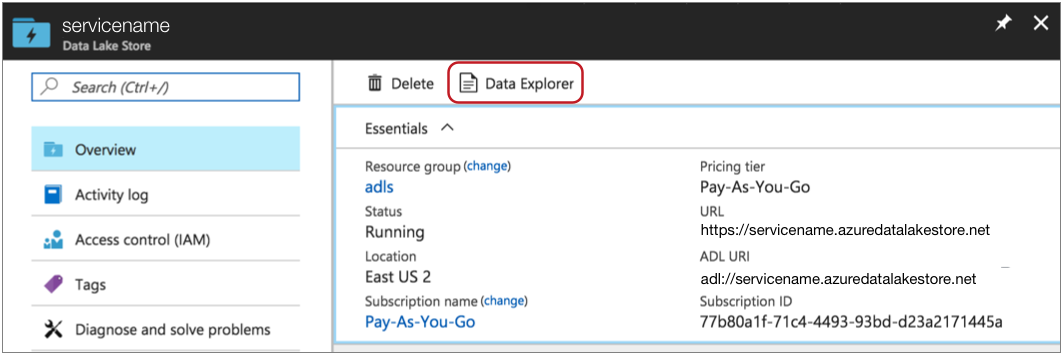 servicename
Data Lake Store
Search (Ctrl+/)
Overview
Activity log
Access control (IAM)
Tags
Diagnose and solve problems
Delete
Data Explorer
Essentials
Resource group (change)
adls
Status
Running
Location
East US 2
Subscription name (change)
Pay-As-You-Go
Pricing tier
Pay-As-You-Go
URL
https://servicename.azuredatalakestore.net
ADL URI
adl://servicename.azuredatalakestore.net
Subscription ID
77b80a1f-71c4-4493-93bd-d23a2171445a